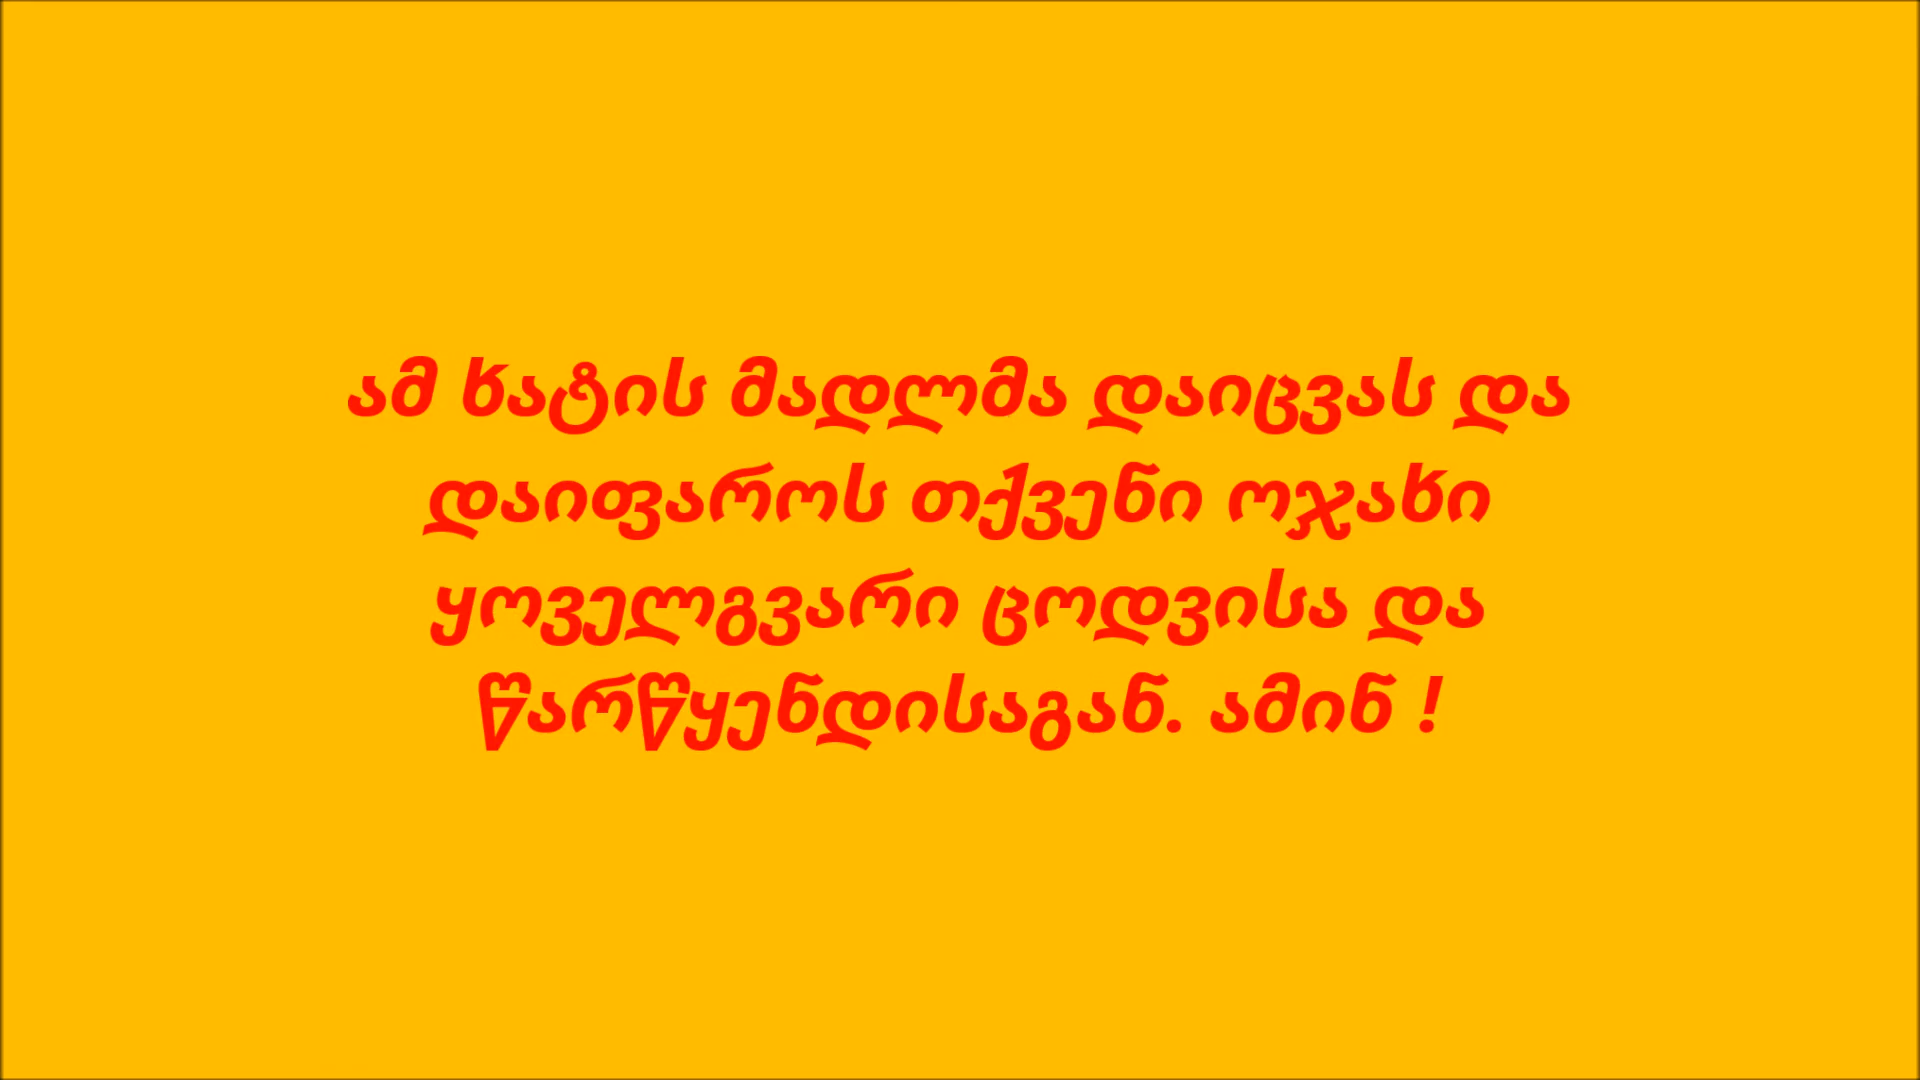 ამ ხატის მადლმა დაიცვას და
დაიფაროს თქვენი ოჯახი
ყოველგვარი ცოდვისა და
წარწყენდისაგან. ამინ !